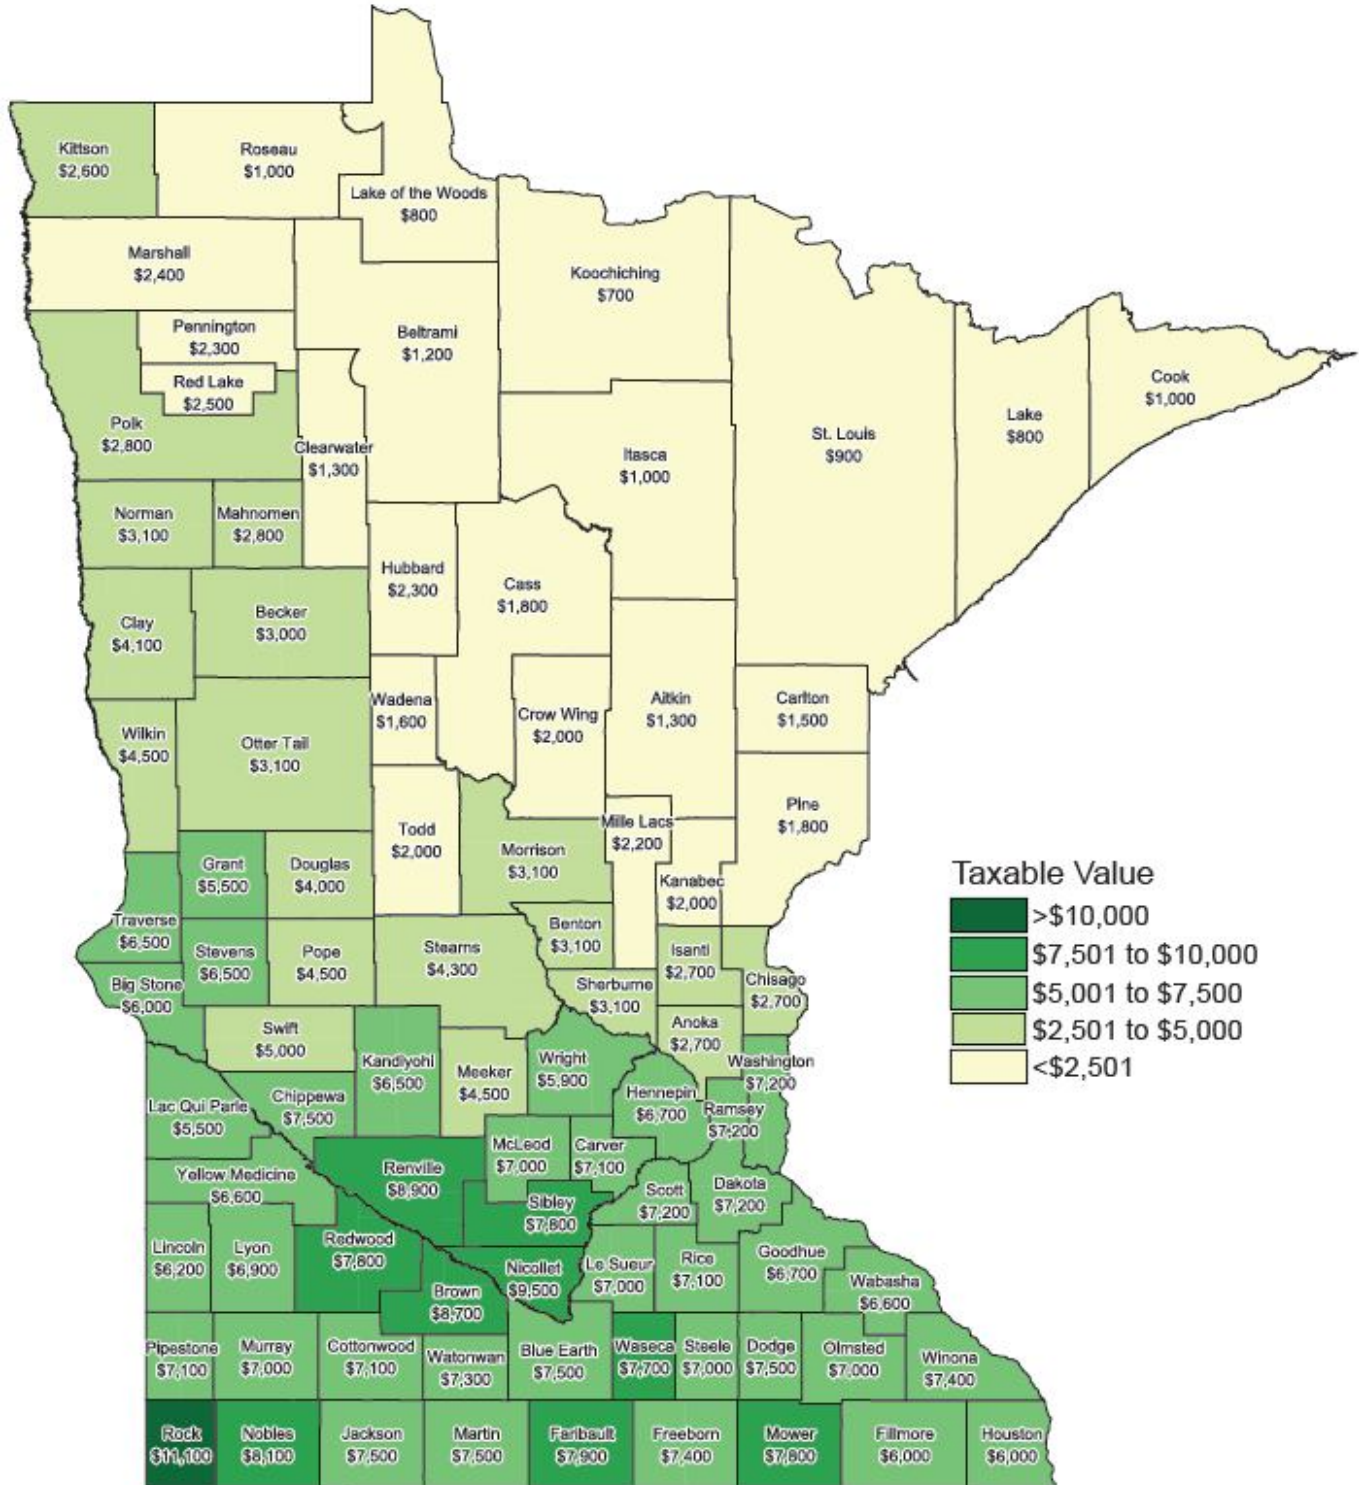 Kittson
$2,600
Roseau
$1,000
Lake of the Woods
$800
Marshall
$2,400
Koochiching
$700
Pennington
$2,300
Beltrami
$1,200
Red Lake
$2,500
Polk
$2,800
Clearwater
$1,300
Itasca
$1,000
St. Louis
$900
Lake
$800
Cook
$1,000
Norman
$3,100
Mahnomen
$2,800
Hubbard
$2,300
Cass
$1,800
Clay
$4,100
Becker
$3,000
Wadena
$1,600
Crow Wing
$2,000
Aitkin
$1,300
Carlton
$1,500
Wilkin
$4,500
Otter Tail
$3,100
Todd
$2,000
Morrison
$3,100
Mille Lacs
$2,200
Pine
$1,800
Grant
$5,500
Douglas
$4,000
Kanabec
$2,000
Traverse
$6,500
Stevens
$6,500
Pope
$4,500
Stearns
$4,300
Benton
$3,100
Isanti
$2,700
Chisago
$2,700
Big Stone
$6,000
Sherburne
$3,100
Swift
$5,000
Anoka
$2,700
Kandiyohi
$6,500
Meeker
$4,500
Wright
$5,900
Washington
$7,200
Hennepin
$6,700
Ramsey
$7,200
Lac Qui Parle
$5,500
Chippewa
$7,500
McLeod
$7,000
Carver
$7,100
Yellow Medicine
$6,600
Renville
$8,900
Sibley
$7,800
Scott
$7,200
Dakota
$7,200
Lincoln
$6,200
Lyon
$6,900
Redwood
$7,800
Nicollet
$9,500
Le Sueur
$7,000
Rice
$7,100
Goodhue
$6,700
Wabasha
$6,600
Brown
$8,700
Pipestone
$7,100
Murray
$7,000
Cottonwood
$7,100
Watonwan
$7,300
Blue Earth
$7,500
Waseca
$7,700
Steele
$7,000
Dodge
$7,500
Olmsted
$7,000
Winona
$7,400
Rock
$11,100
Nobles
$8,100
Jackson
$7,500
Martin
$7,500
Faribault
$7,900
Freeborn
$7,400
Mower
$7,800
Fillmore
$6,000
Houston
$6,000
Taxable Value
>$10,000
$7,501 to $10,000
$5,001 to $7,500
$2,501 to $5,000
<$2,501